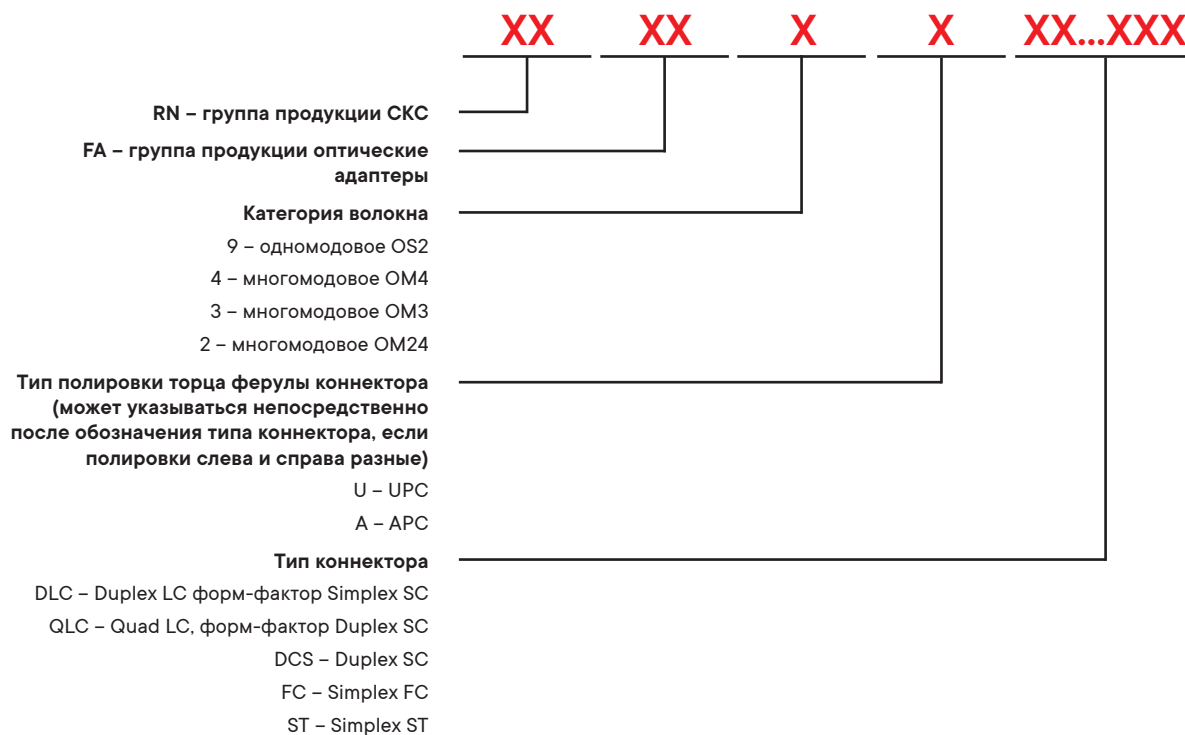 XX XX X X XX...XXX
RN – группа продукции СКС
FA – группа продукции оптические
адаптеры
Категория волокна
9 – одномодовое OS2
4 – многомодовое OM4
3 – многомодовое OM3
2 – многомодовое OM24
Тип полировки торца ферулы коннектора
(может указываться непосредственно
после обозначения типа коннектора, если
полировки слева и справа разные)
U – UPC
A – APC
Тип коннектора
DLC – Duplex LC форм-фактор Simplex SC
QLC – Quad LC, форм-фактор Duplex SC
DCS – Duplex SC
FC – Simplex FC
ST – Simplex ST